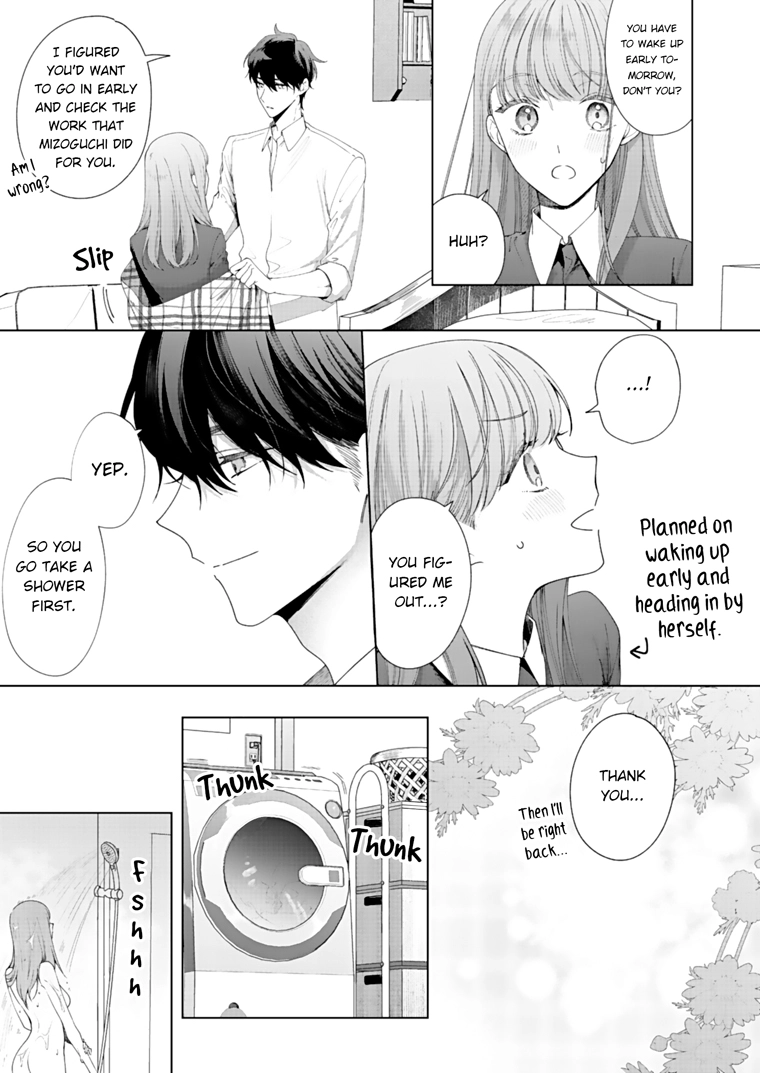 YOU HAVE
TO WAKE UP
EARLY TO-
MORROW,
DON'T YOU?
HUH?
I FIGURED
YOU'D WANT
TO GO IN EARLY
AND CHECK THE
WORK THAT
MIZOGUCHI DID
FOR YOU.
Am I
wrong?
Slip
...!
YOU FIG-
URED ME
OUT...?
Planned on
waking up
early and
heading in by
herself.
YEP.
SO YOU
GO TAKE A
SHOWER
FIRST.
THANK
YOU...
Then I'll
be right
back...
Thunk
Thunk
fshhh